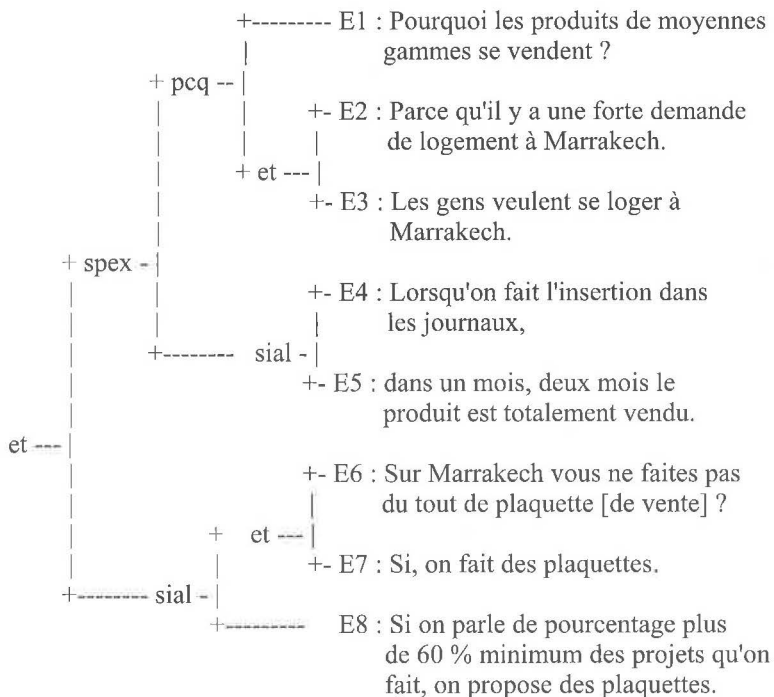 +--------- E1 : Pourquoi les produits de moyennes
gammes se vendent ?
+ pcq --
+- E2 : Parce qu'il y a une forte demande
de logement à Marrakech.
+ et ---
+- E3 : Les gens veulent se loger à
Marrakech.
+ spex -
+- E4 : Lorsqu'on fait l'insertion dans
les journaux,
+------- sial -
+- E5 : dans un mois, deux mois le
produit est totalement vendu.
et ---
+- E6 : Sur Marrakech vous ne faites pas
du tout de plaquette [de vente] ?
+ et ---
+- E7 : Si, on fait des plaquettes.
+------- sial -
+-------- E8 : Si on parle de pourcentage plus
de 60 % minimum des projets qu'on
fait, on propose des plaquettes.